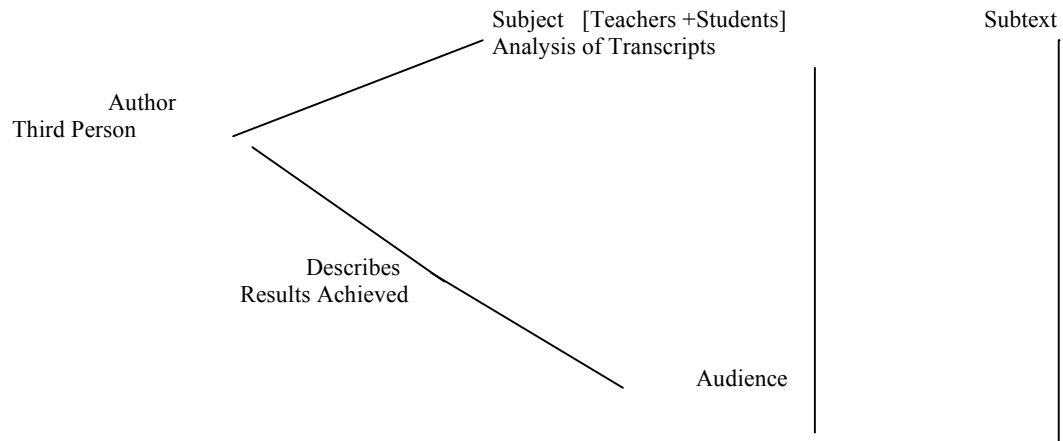 Subject [Teachers +Students]
Subtext
Analysis of Transcripts
Author
Third Person
Describes
Results Achieved
Audience